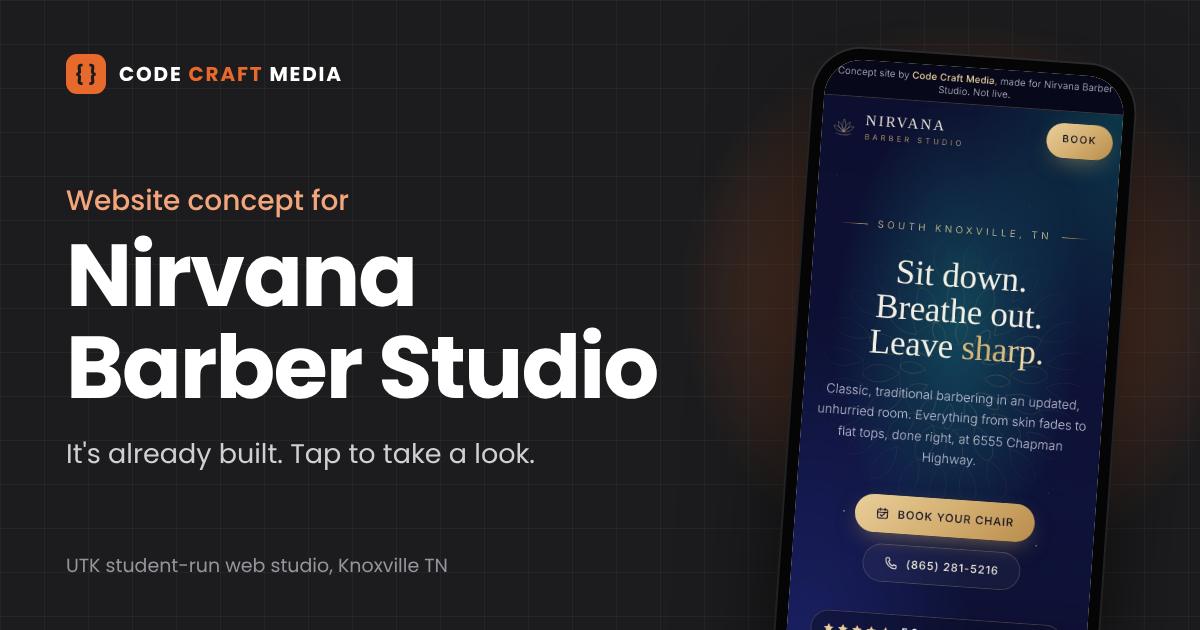 { } CODE CRAFT MEDIA
Website concept for
Nirvana
Barber Studio
It's already built. Tap to take a look.
UTK student-run web studio, Knoxville TN
Concept site by Code Craft Media, made for Nirvana Barber
Studio. Not live.
NIRVANA
BARBER STUDIO
BOOK
SOUTH KNOXVILLE, TN
Sit down.
Breathe out.
Leave sharp.
Classic, traditional barbering in an updated,
unhurried room. Everything from skin fades to
flat tops, done right, at 6555 Chapman
Highway.
BOOK YOUR CHAIR
(865) 281-5216